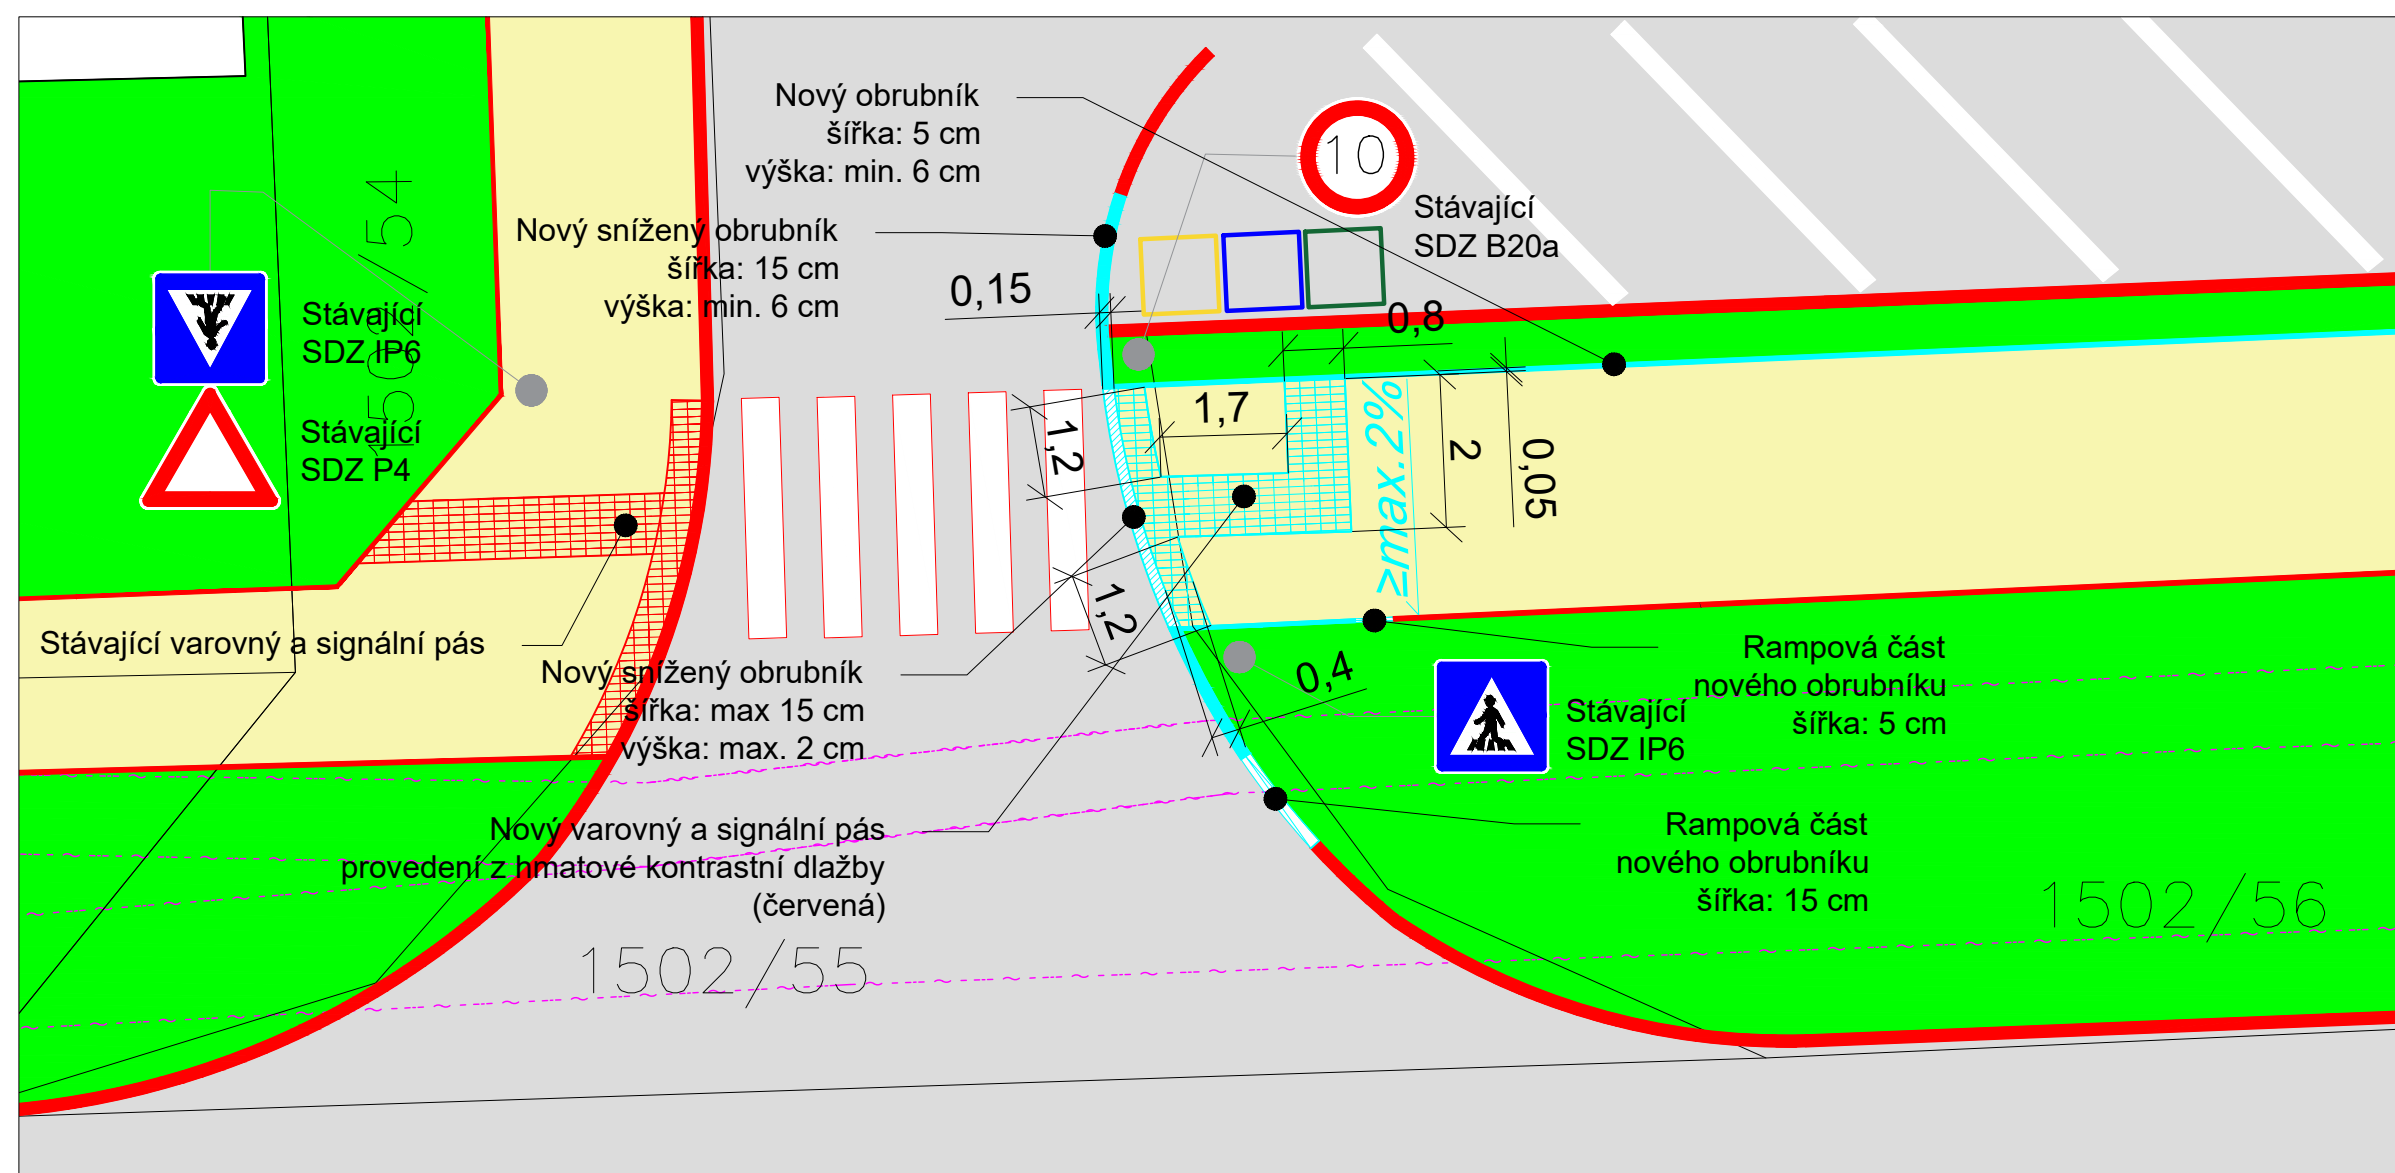 Nový obrubník
šířka: 5 cm
výška: min. 6 cm
10
Stávající
SDZ B20a
Nový snížený obrubník
šířka: 15 cm
výška: min. 6 cm
0,15
0,8
1502/54
Stávající
SDZ IP6
Stávající
SDZ P4
1,2
1,7
≥max.2%
2
0,05
1,2
Stávající varovný a signální pás
Nový snížený obrubník
šířka: max 15 cm
výška: max. 2 cm
0,4
Rampová část
nového obrubníku
šířka: 5 cm
Stávající
SDZ IP6
Nový varovný a signální pás
provedení z hmatové kontrastní dlažby
(červená)
Rampová část
nového obrubníku
šířka: 15 cm
1502/55
1502/56